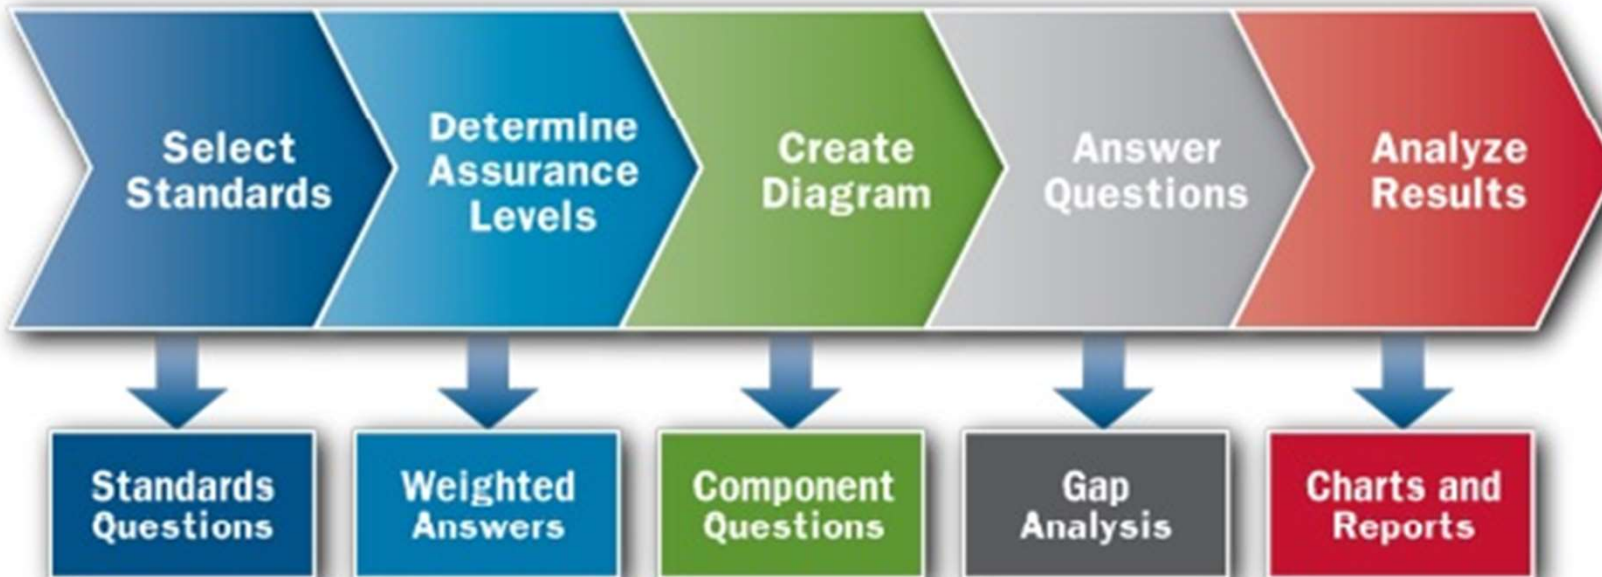 Select
Standards
Determine
Assurance
Levels
Create
Diagram
Answer
Questions
Analyze
Results
Standards
Questions
Weighted
Answers
Component
Questions
Gap
Analysis
Charts and
Reports